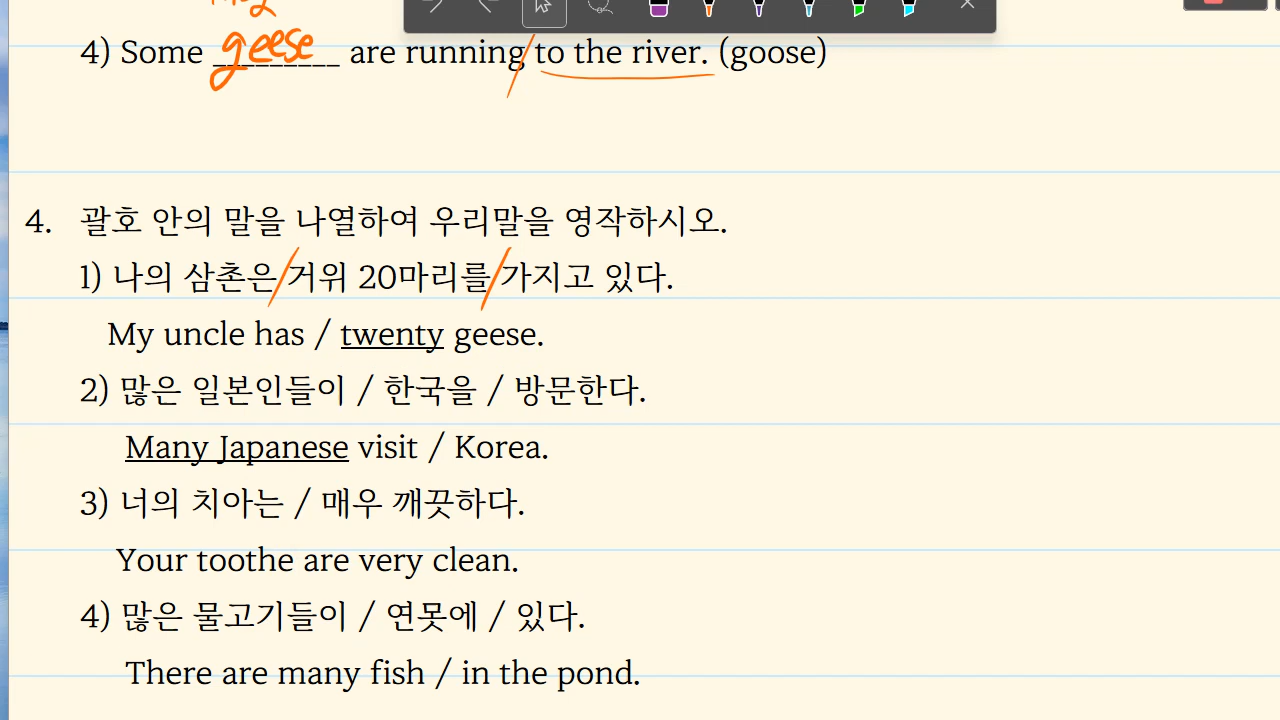 4) Some geese are running / to the river. (goose)
4. 괄호 안의 말을 나열하여 우리말을 영작하시오.
1) 나의 삼촌은 / 거위 20마리를 / 가지고 있다.
My uncle has / twenty geese.
2) 많은 일본인들이 / 한국을 / 방문한다.
Many Japanese visit / Korea.
3) 너의 치아는 / 매우 깨끗하다.
Your toothe are very clean.
4) 많은 물고기들이 / 연못에 / 있다.
There are many fish / in the pond.